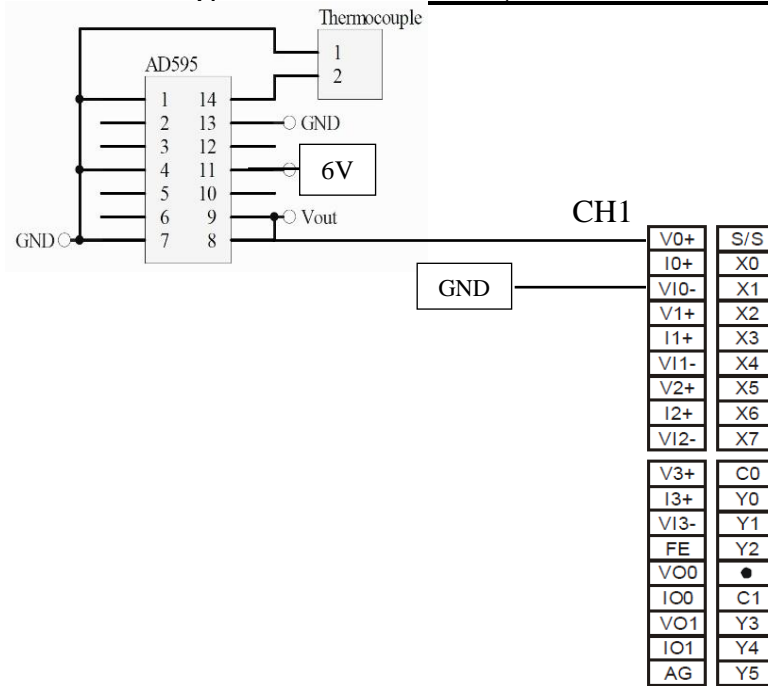 Thermocouple
1
2
AD595
1 14
2 13 GND
3 12
4 11 6V
5 10
6 9 Vout
GND 7 8
CH1
GND
V0+ S/S
I0+ X0
VI0- X1
V1+ X2
I1+ X3
VI1- X4
V2+ X5
I2+ X6
VI2- X7
V3+ C0
I3+ Y0
VI3- Y1
FE Y2
VO0 ●
IO0 C1
VO1 Y3
IO1 Y4
AG Y5